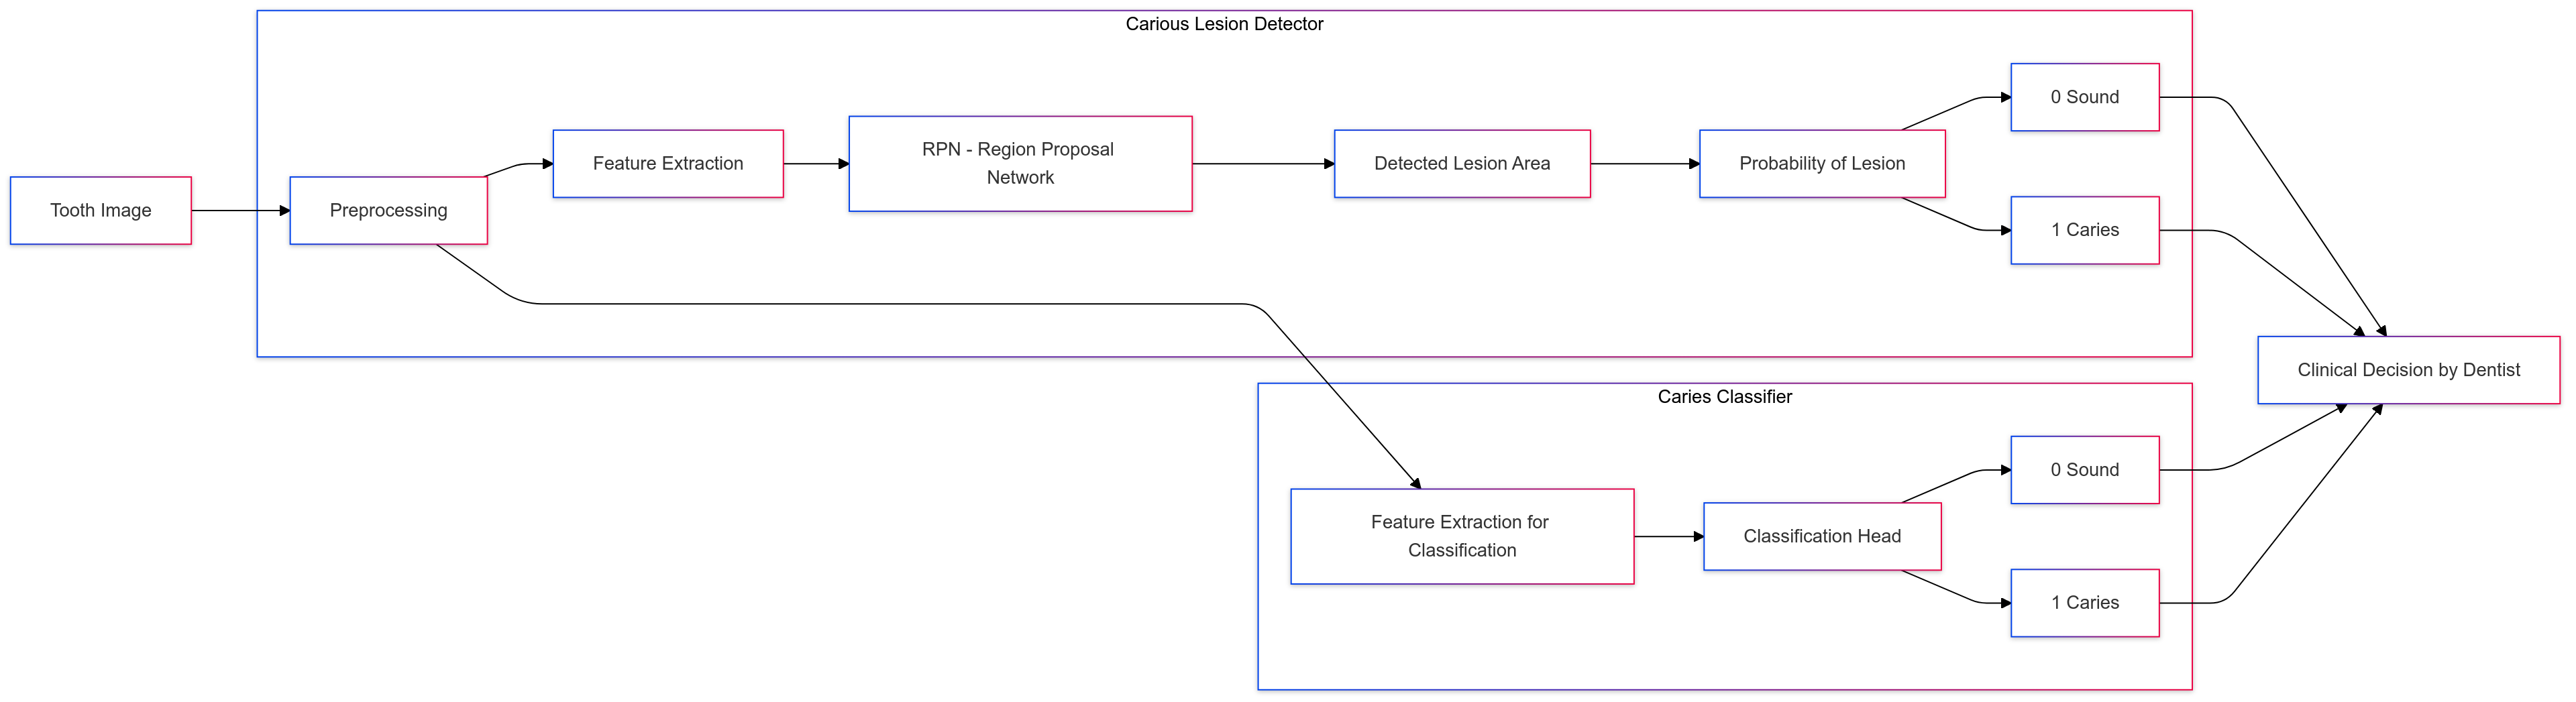 Carious Lesion Detector
Tooth Image
Preprocessing
Feature Extraction
RPN - Region Proposal
Network
Detected Lesion Area
Probability of Lesion
0 Sound
1 Caries
Caries Classifier
Feature Extraction for
Classification
Classification Head
0 Sound
1 Caries
Clinical Decision by Dentist